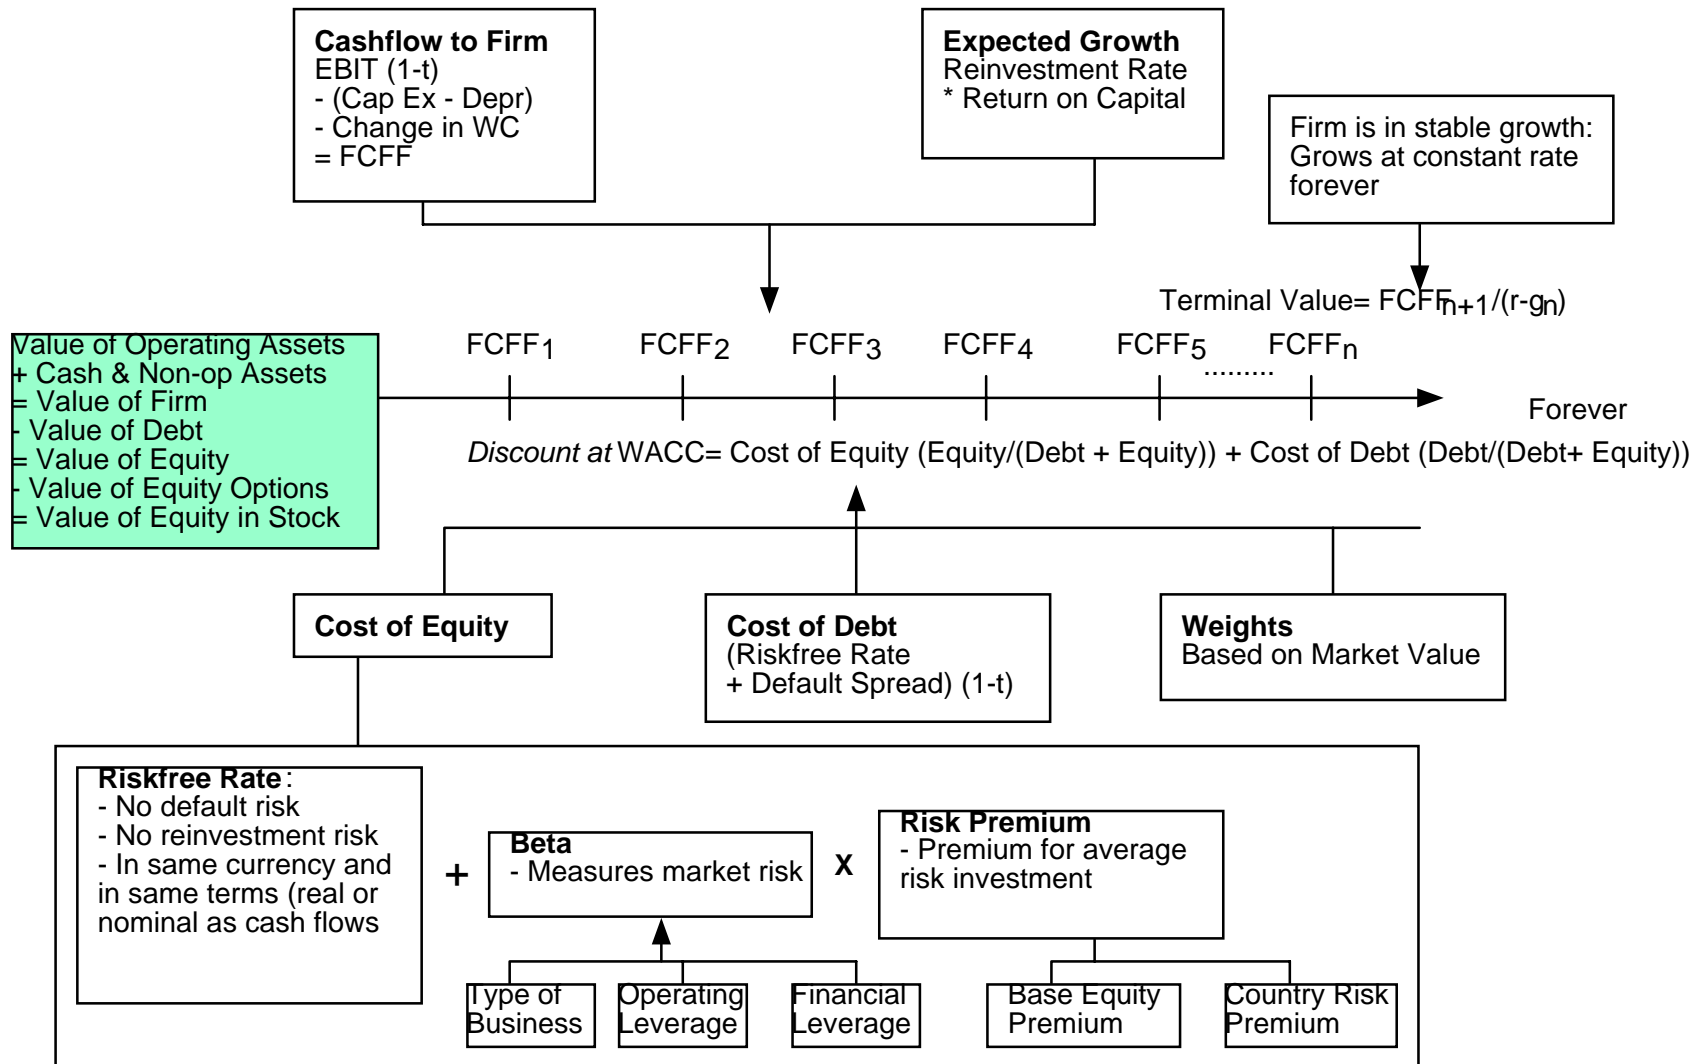 Cashflow to Firm
EBIT (1-t)
- (Cap Ex - Depr)
- Change in WC
= FCFF
Expected Growth
Reinvestment Rate
* Return on Capital
Firm is in stable growth:
Grows at constant rate
forever
Terminal Value= FCFFn+1/(r-gn)
FCFF1 FCFF2 FCFF3 FCFF4 FCFF5 ......... FCFFn
Forever
Value of Operating Assets
+ Cash & Non-op Assets
= Value of Firm
- Value of Debt
= Value of Equity
- Value of Equity Options
= Value of Equity in Stock
Discount at WACC= Cost of Equity (Equity/(Debt + Equity)) + Cost of Debt (Debt/(Debt+ Equity))
Cost of Equity
Cost of Debt
(Riskfree Rate
+ Default Spread) (1-t)
Weights
Based on Market Value
Riskfree Rate:
- No default risk
- No reinvestment risk
- In same currency and
in same terms (real or
nominal as cash flows
+
Beta
- Measures market risk
X
Risk Premium
- Premium for average
risk investment
Type of
Business
Operating
Leverage
Financial
Leverage
Base Equity
Premium
Country Risk
Premium